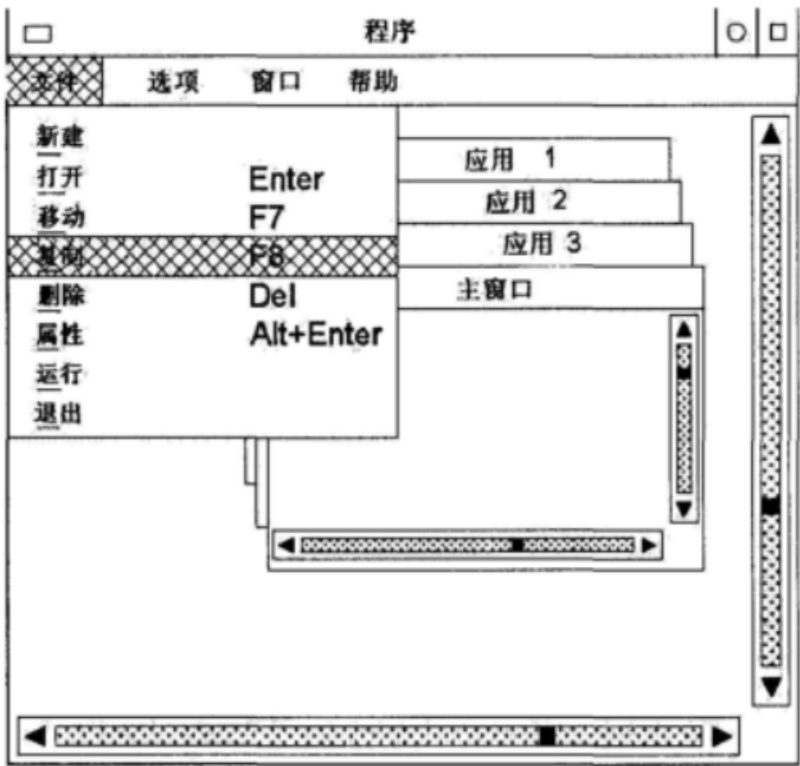 程序
文件 选项 窗口 帮助
新建
打开 Enter
移动 F7
复制 F8
删除 Del
属性 Alt+Enter
运行
退出
应用 1
应用 2
应用 3
主窗口